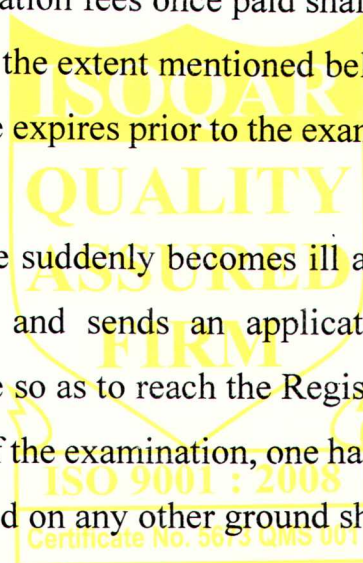 ation fees once paid shal
the extent mentioned bel
ISOQAR
e expires prior to the exan
QUALITY
e suddenly becomes ill a
ASSURED
and sends an applicat
FIRM
e so as to reach the Regis
f the examination, one ha
ISO 9001 : 2008
d on any other ground sh
Certificate No. 5673 QMS 001